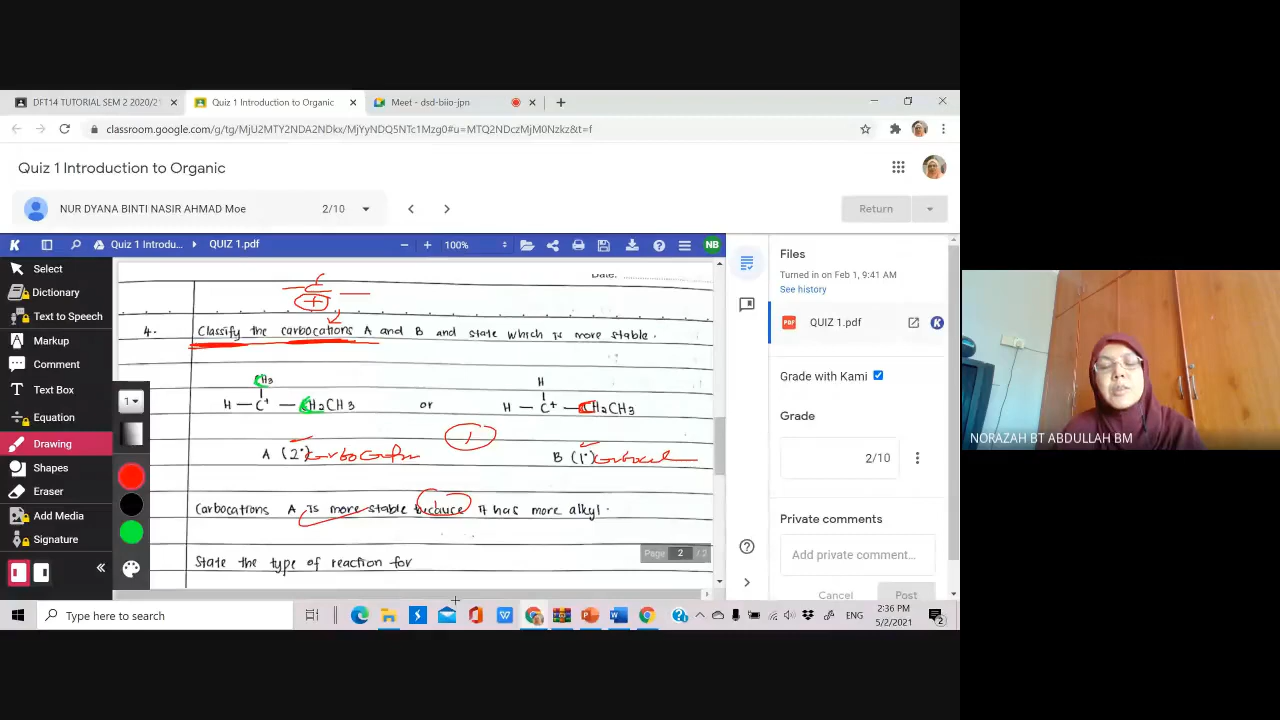 DFT14 TUTORIAL SEM 2 2020/21
Quiz 1 Introduction to Organic
Meet - dsd-biio-jpn
classroom.google.com/g/tg/MjU2MTY2NDA2NDkx/MjYyNDQ5NTc1Mzg0#u=MTQ2NDczMjM0Nzkz&t=f
Quiz 1 Introduction to Organic
NUR DYANA BINTI NASIR AHMAD Moe 2/10
Return
K Quiz 1 Introdu... QUIZ 1.pdf 100% NB
Select
Dictionary
Text to Speech
Markup
Comment
Text Box
Equation
Drawing
Shapes
Eraser
Add Media
Signature
1
Date:
4. Classify the carbocations A and B and state which is more stable.
CH3 H
H — C+ — CH2CH3 or H — C+ — CH2CH3
A (2°) B (1°)
Carbocations A is more stable because it has more alkyl.
State the type of reaction for
Page 2 / 2
Files
Turned in on Feb 1, 9:41 AM
See history
PDF QUIZ 1.pdf
Grade with Kami
Grade
2/10
Private comments
Add private comment...
Cancel Post
Type here to search
ENG
2:36 PM
5/2/2021
NORAZAH BT ABDULLAH BM